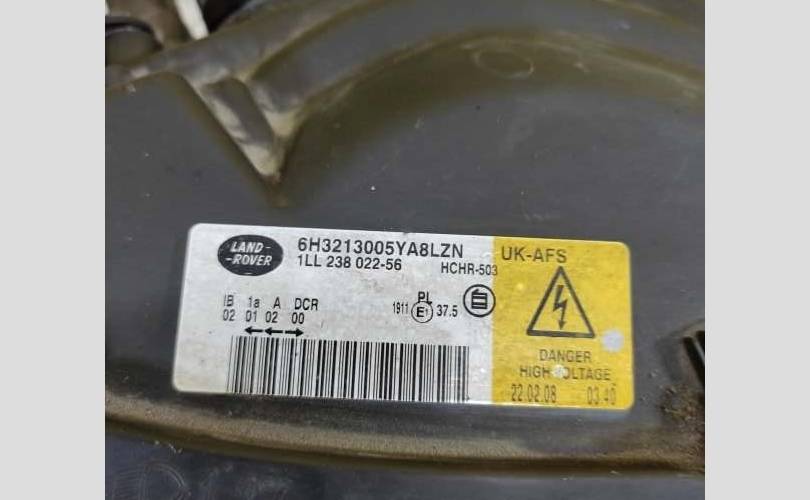 LAND-
-ROVER
6H3213005YA8LZN
1LL 238 022-56 HCHR-503
UK-AFS
IB 1a A DCR
02 01 02 00
PL
1911 E1 37.5
DANGER
HIGH VOLTAGE
22.02.08 03.40